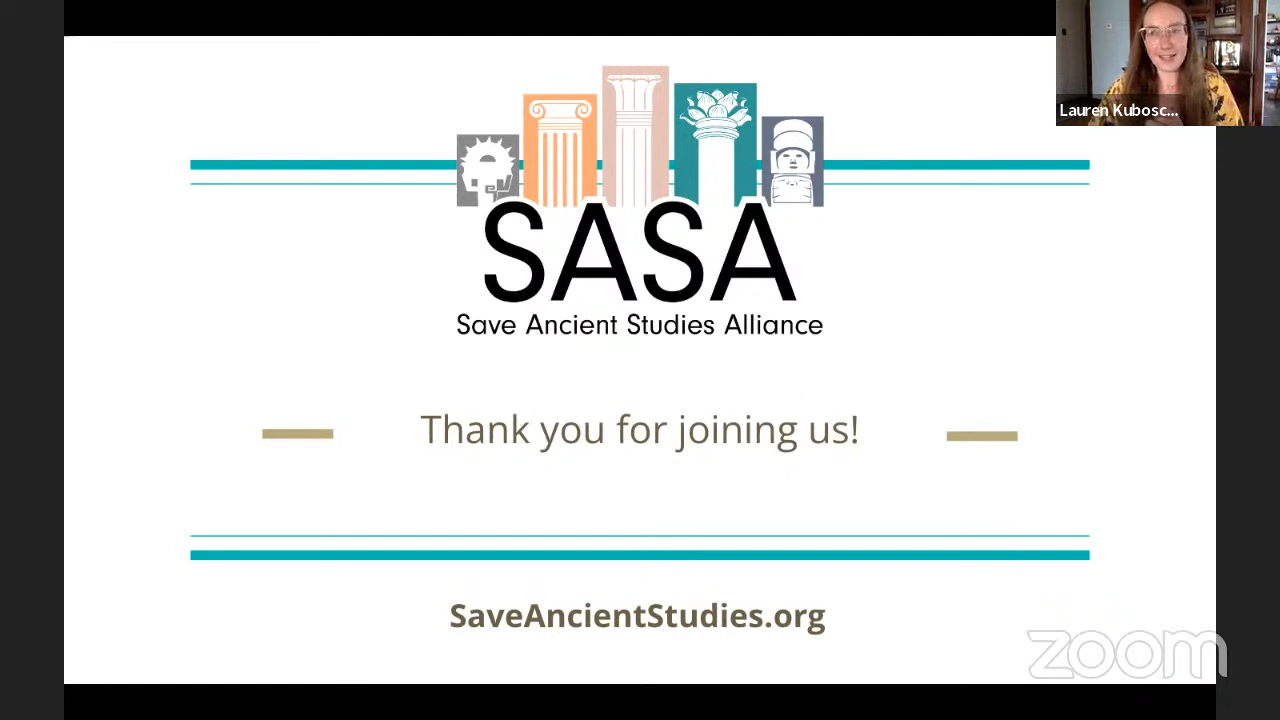 Lauren Kubosc...
SASA
Save Ancient Studies Alliance
Thank you for joining us!
SaveAncientStudies.org
zoom